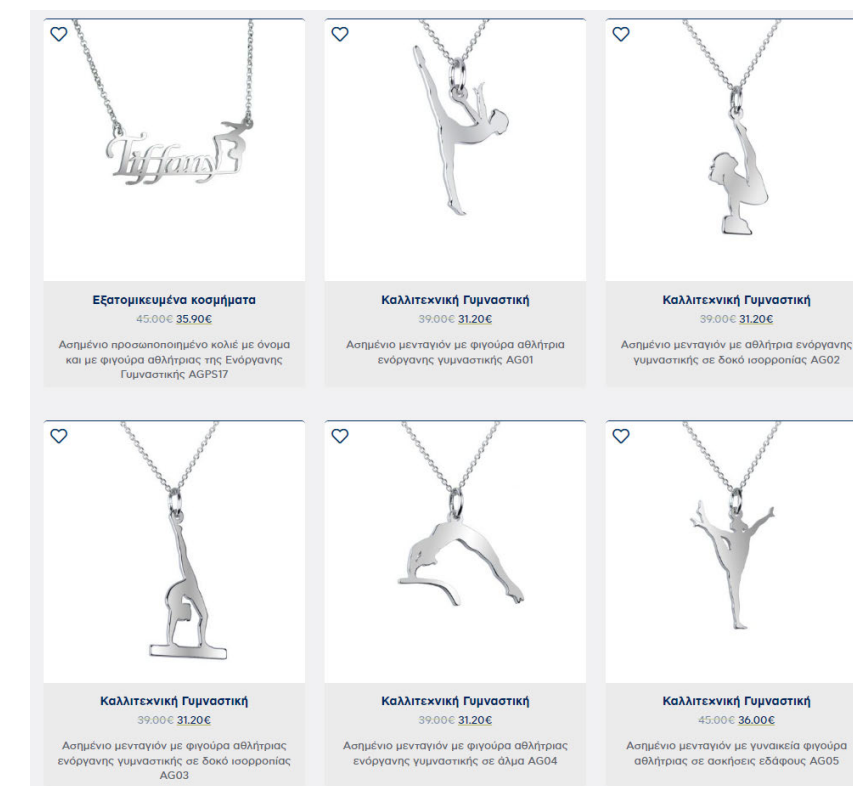 Tiffany
Εξατομικευμένα κοσμήματα
45.00€ 35.90€
Ασημένιο προσωποποιημένο κολιέ με όνομα
και με φιγούρα αθλήτριας της Ενόργανης
Γυμναστικής AGPS17
Καλλιτεχνική Γυμναστική
39.00€ 31.20€
Ασημένιο μενταγιόν με φιγούρα αθλήτρια
ενόργανης γυμναστικής AG01
Καλλιτεχνική Γυμναστική
39.00€ 31.20€
Ασημένιο μενταγιόν με αθλήτρια ενόργανης
γυμναστικής σε δοκό ισορροπίας AG02
Καλλιτεχνική Γυμναστική
39.00€ 31.20€
Ασημένιο μενταγιόν με φιγούρα αθλήτριας
ενόργανης γυμναστικής σε δοκό ισορροπίας
AG03
Καλλιτεχνική Γυμναστική
39.00€ 31.20€
Ασημένιο μενταγιόν με φιγούρα αθλήτριας
ενόργανης γυμναστικής σε άλμα AG04
Καλλιτεχνική Γυμναστική
45.00€ 36.00€
Ασημένιο μενταγιόν με γυναικεία φιγούρα
αθλήτριας σε ασκήσεις εδάφους AG05